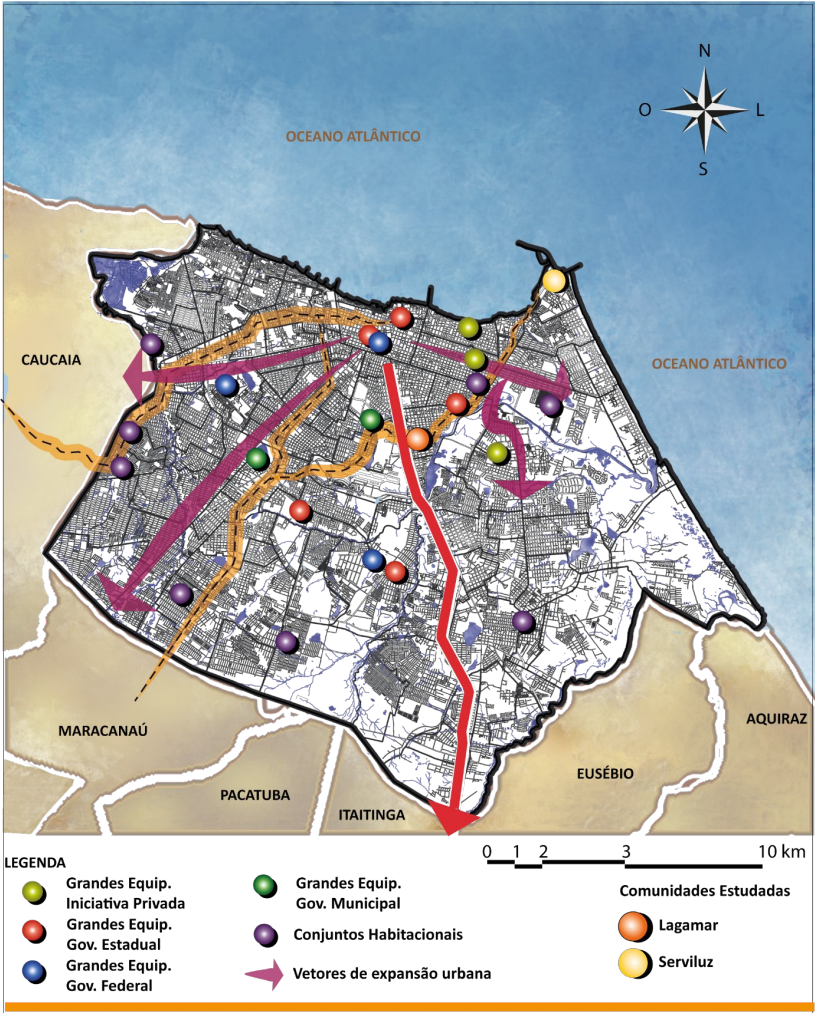 N
O
L
S
OCEANO ATLÂNTICO
OCEANO ATLÂNTICO
CAUCAIA
MARACANAÚ
PACATUBA
ITAITINGA
EUSÉBIO
AQUIRAZ
0 1 2 3 10 km
LEGENDA
Grandes Equip.
Iniciativa Privada
Grandes Equip.
Gov. Estadual
Grandes Equip.
Gov. Federal
Grandes Equip.
Gov. Municipal
Conjuntos Habitacionais
Vetores de expansão urbana
Comunidades Estudadas
Lagamar
Serviluz